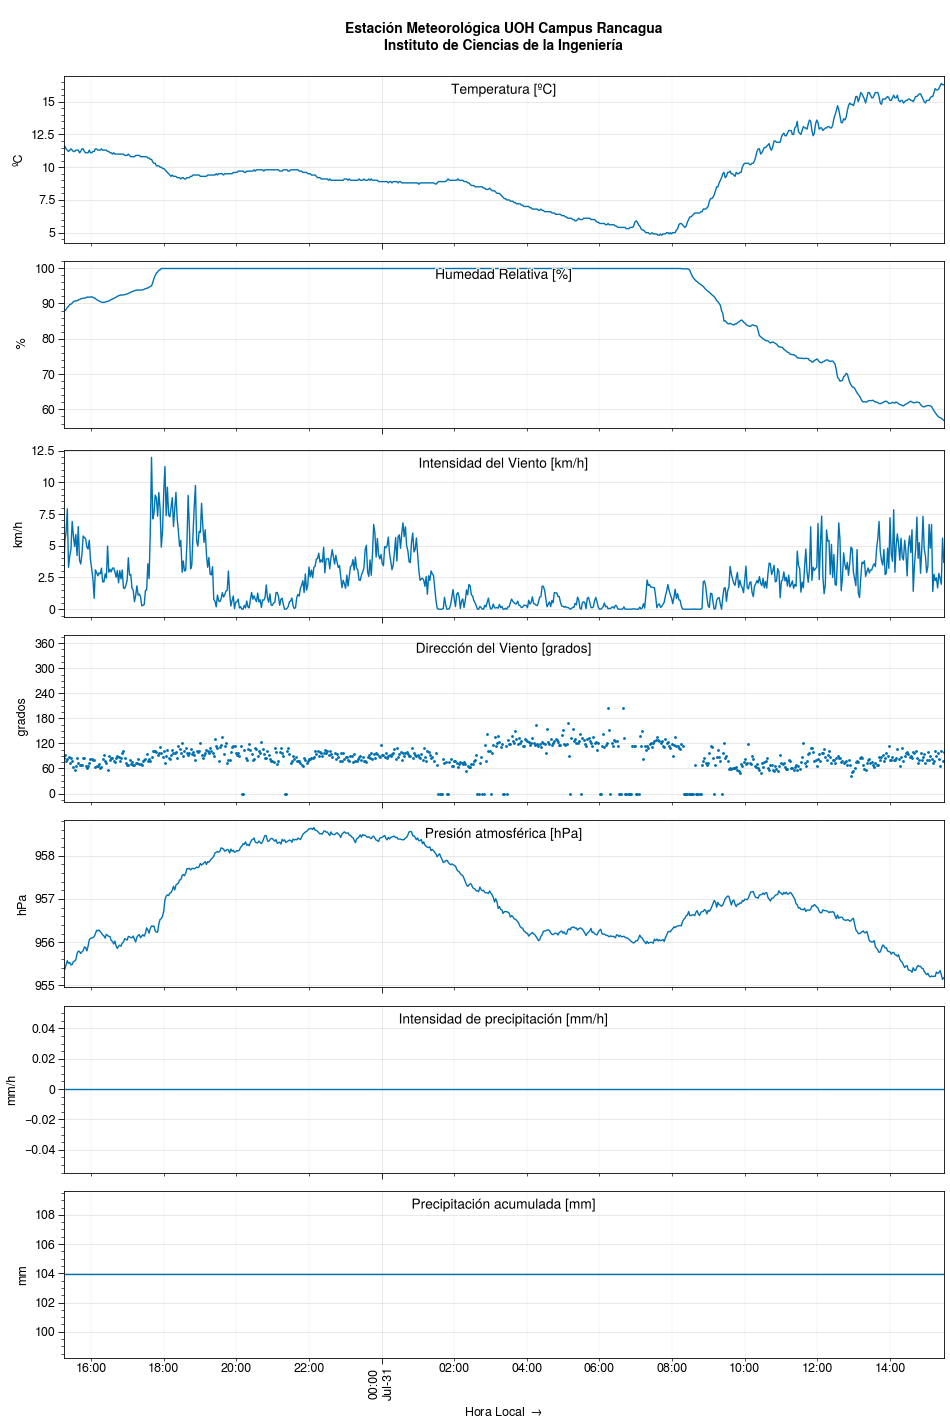 Estación Meteorológica UOH Campus Rancagua
Instituto de Ciencias de la Ingeniería
Temperatura [ºC]
ºC
15
12.5
10
7.5
5
Humedad Relativa [%]
%
100
90
80
70
60
Intensidad del Viento [km/h]
km/h
12.5
10
7.5
5
2.5
0
Dirección del Viento [grados]
grados
360
300
240
180
120
60
0
Presión atmosférica [hPa]
hPa
958
957
956
955
Intensidad de precipitación [mm/h]
mm/h
0.04
0.02
0
−0.02
−0.04
Precipitación acumulada [mm]
mm
108
106
104
102
100
16:00 18:00 20:00 22:00 00:00 02:00 04:00 06:00 08:00 10:00 12:00 14:00
Jul-31
Hora Local →